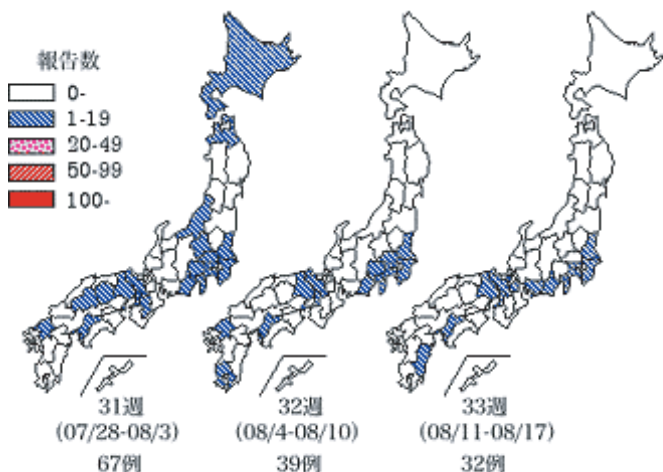 報告数
0-
1-19
20-49
50-99
100-
31週
(07/28-08/3)
67例
32週
(08/4-08/10)
39例
33週
(08/11-08/17)
32例